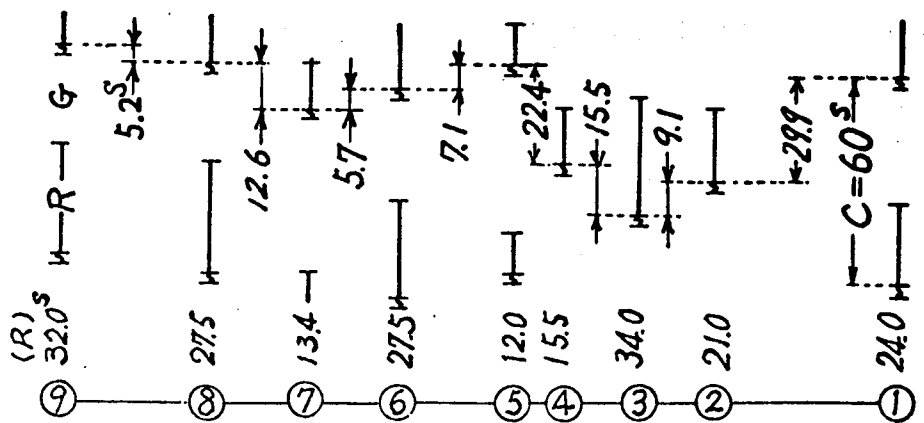 G
R
5.2ˢ
12.6
5.7
7.1
22.4
15.5
9.1
29.9
C=60ˢ
(R)
32.0ˢ
27.5
13.4
27.5
12.0
15.5
34.0
21.0
24.0
⑨ ⑧ ⑦ ⑥ ⑤ ④ ③ ② ①